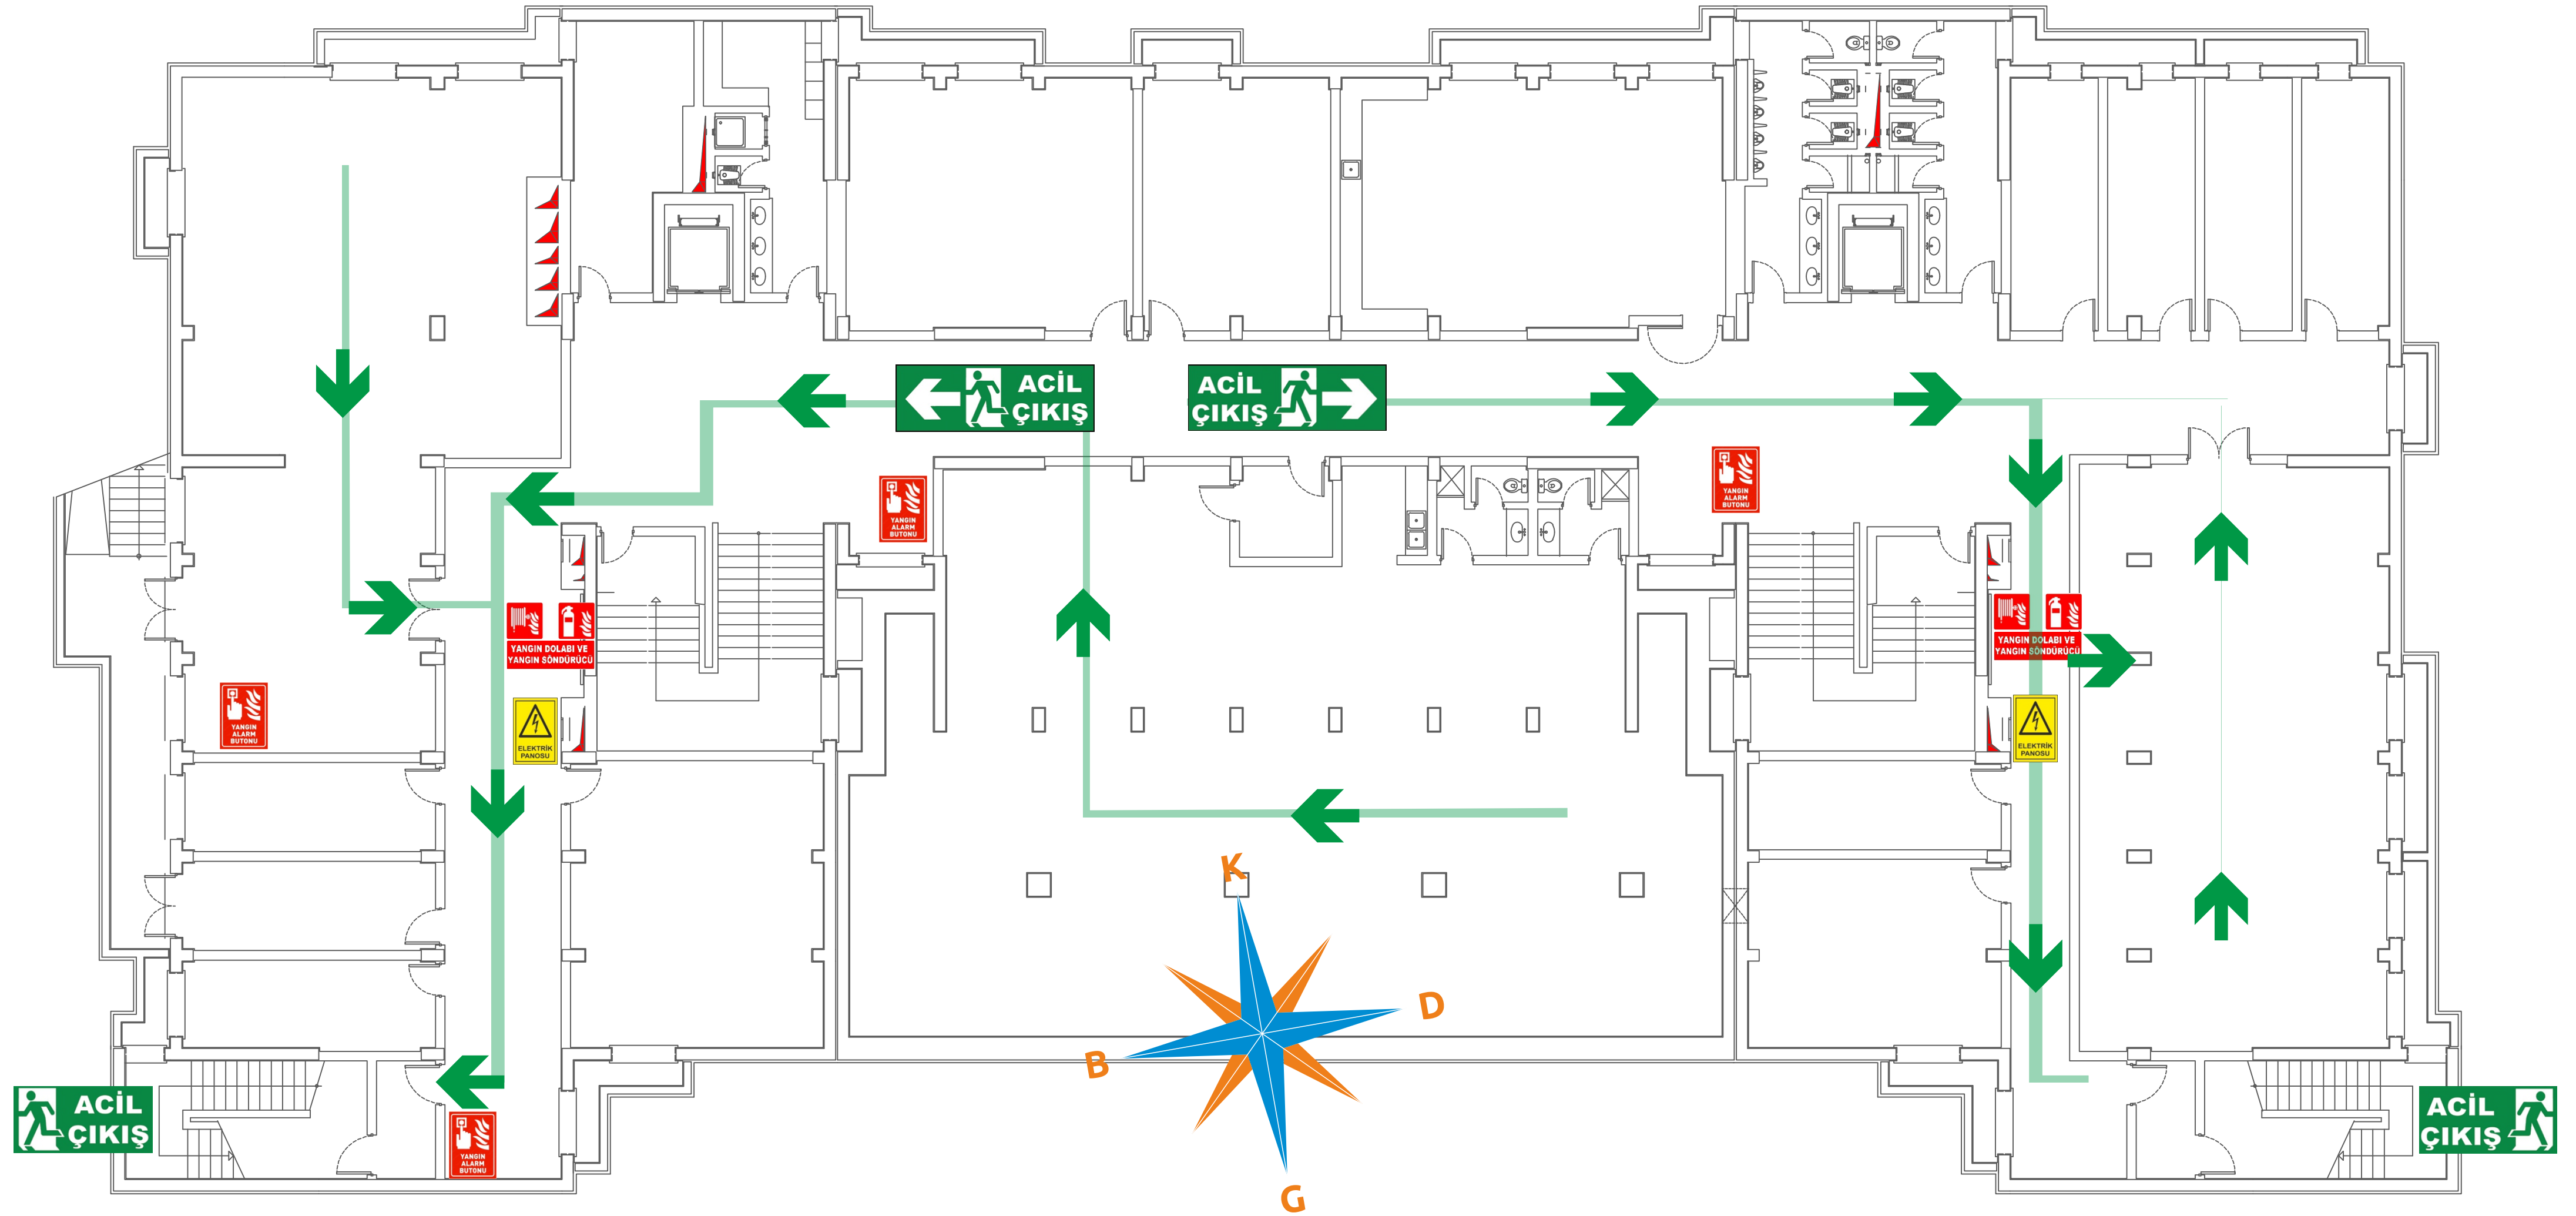 ACİL
ÇIKIŞ
ACİL
ÇIKIŞ
YANGIN
ALARM
BUTONU
YANGIN
ALARM
BUTONU
YANGIN DOLABI VE
YANGIN SÖNDÜRÜCÜ
YANGIN DOLABI VE
YANGIN SÖNDÜRÜCÜ
YANGIN
ALARM
BUTONU
ELEKTRİK
PANOSU
ELEKTRİK
PANOSU
K
D
B
G
ACİL
ÇIKIŞ
YANGIN
ALARM
BUTONU
ACİL
ÇIKIŞ